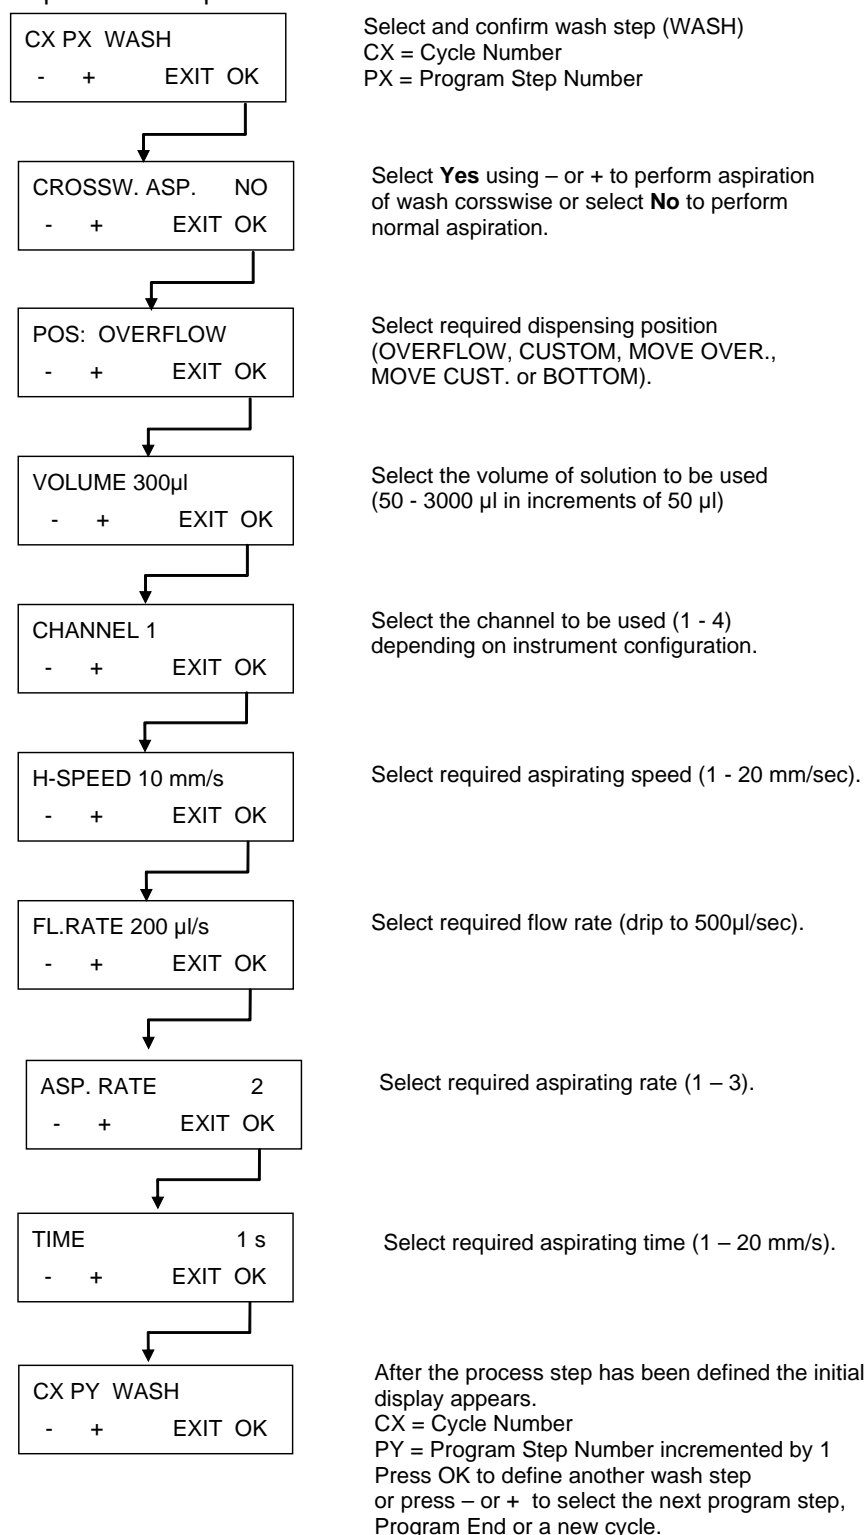 CX PX  WASH
-  +  EXIT  OK
Select and confirm wash step (WASH)
CX = Cycle Number
PX = Program Step Number
CROSSW. ASP.  NO
-  +  EXIT  OK
Select Yes using – or + to perform aspiration
of wash corsswise or select No to perform
normal aspiration.
POS:  OVERFLOW
-  +  EXIT  OK
Select required dispensing position
(OVERFLOW, CUSTOM, MOVE OVER.,
MOVE CUST. or BOTTOM).
VOLUME 300µl
-  +  EXIT  OK
Select the volume of solution to be used
(50 - 3000 µl in increments of 50 µl)
CHANNEL 1
-  +  EXIT  OK
Select the channel to be used (1 - 4)
depending on instrument configuration.
H-SPEED 10 mm/s
-  +  EXIT  OK
Select required aspirating speed (1 - 20 mm/sec).
FL.RATE 200 µl/s
-  +  EXIT  OK
Select required flow rate (drip to 500µl/sec).
ASP. RATE  2
-  +  EXIT  OK
Select required aspirating rate (1 – 3).
TIME  1 s
-  +  EXIT  OK
Select required aspirating time (1 – 20 mm/s).
CX PY  WASH
-  +  EXIT  OK
After the process step has been defined the initial
display appears.
CX = Cycle Number
PY = Program Step Number incremented by 1
Press OK to define another wash step
or press – or +  to select the next program step,
Program End or a new cycle.